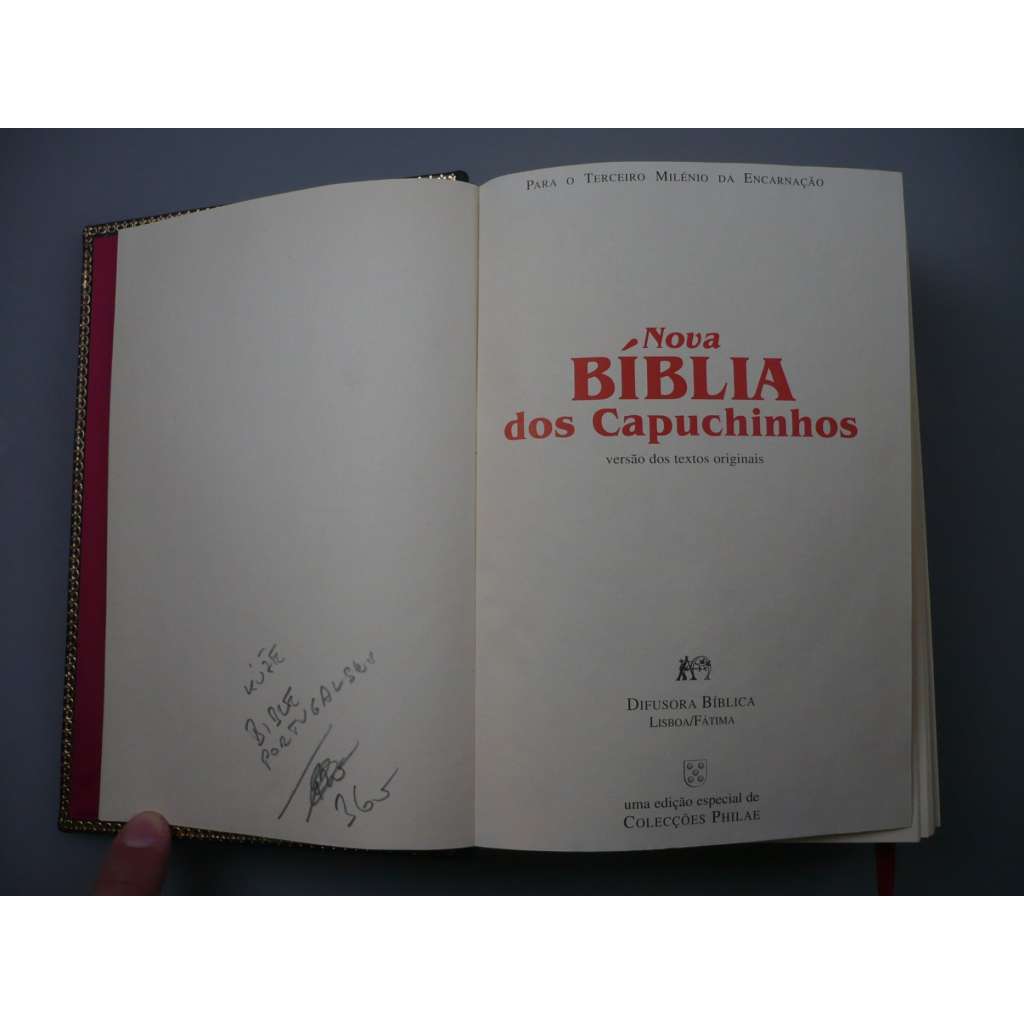 KŮŽE
BIBLE
PORTUGALSKY
365
PARA O TERCEIRO MILÉNIO DA ENCARNAÇÃO
Nova
BÍBLIA
dos Capuchinhos
versão dos textos originais
DIFUSORA BÍBLICA
LISBOA/FÁTIMA
uma edição especial de
COLECÇÕES PHILAE